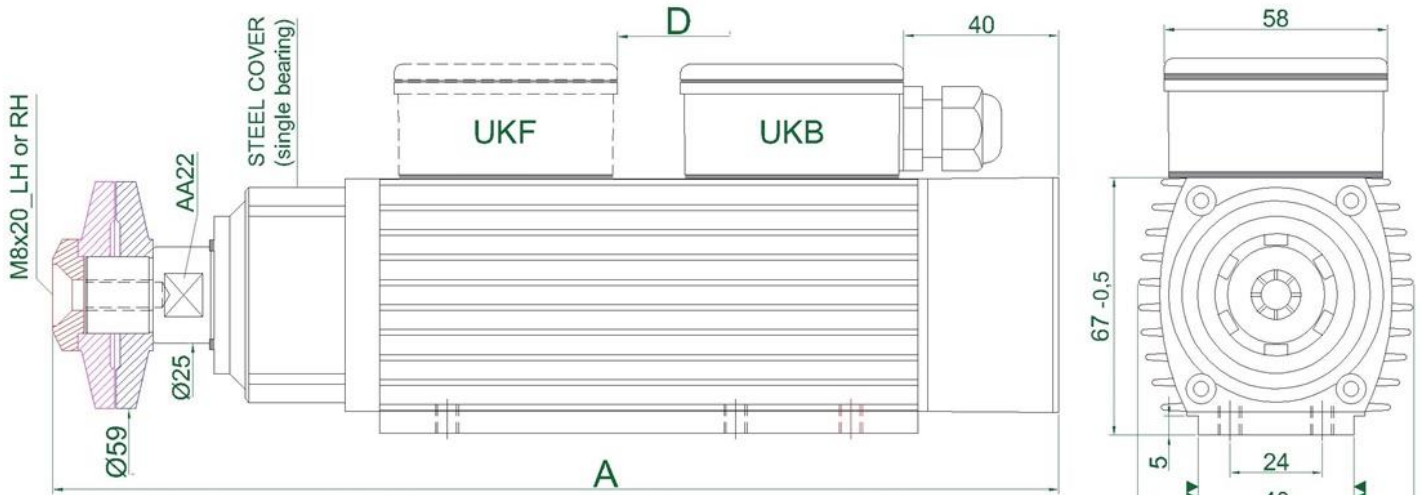 D
40
58
STEEL COVER
(single bearing)
UKF
UKB
M8x20_LH or RH
AA22
67 -0,5
Ø25
Ø59
5
24
A